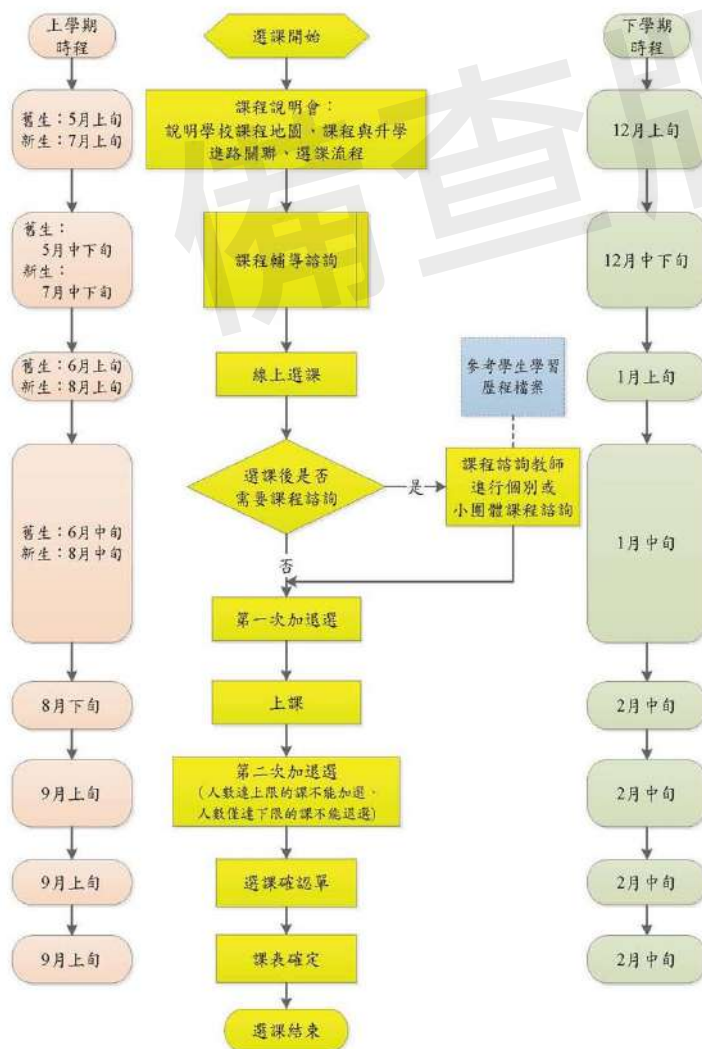 上學期
時程
選課開始
下學期
時程
舊生：5月上旬
新生：7月上旬
課程說明會：
說明學校課程地圖、課程與升學
進路關聯、選課流程
12月上旬
舊生：
5月中下旬
新生：
7月中下旬
課程輔導諮詢
12月中下旬
舊生：6月上旬
新生：8月上旬
線上選課
參考學生學習
歷程檔案
1月上旬
選課後是否
需要課程諮詢
是
課程諮詢教師
進行個別或
小團體課程諮詢
舊生：6月中旬
新生：8月中旬
1月中旬
否
第一次加退選
8月下旬
上課
2月中旬
9月上旬
第二次加退選
(人數達上限的課不能加選、
人數僅達下限的課不能退選)
2月中旬
9月上旬
選課確認單
2月中旬
9月上旬
課表確定
2月中旬
選課結束
備查版